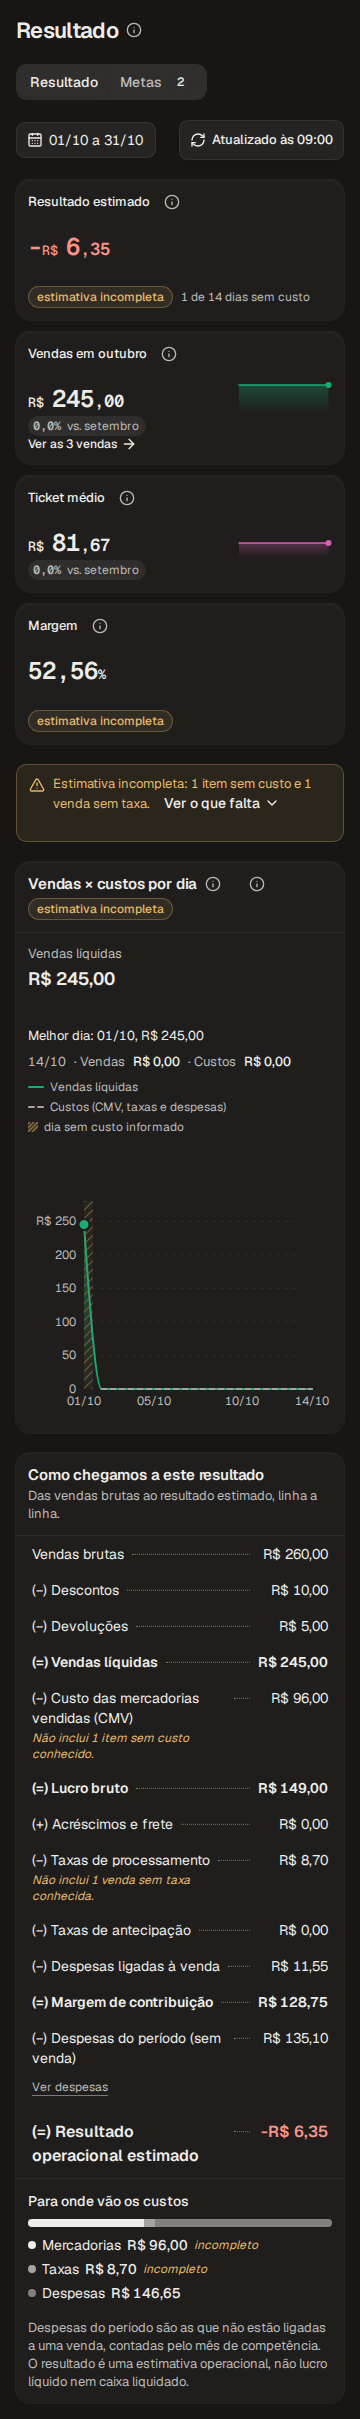 Resultado
Resultado Metas 2
01/10 a 31/10 Atualizado às 09:00
Resultado estimado
-R$ 6,35
estimativa incompleta 1 de 14 dias sem custo
Vendas em outubro
R$ 245,00
0,0% vs. setembro
Ver as 3 vendas →
Ticket médio
R$ 81,67
0,0% vs. setembro
Margem
52,56%
estimativa incompleta
Estimativa incompleta: 1 item sem custo e 1
venda sem taxa. Ver o que falta
Vendas × custos por dia
estimativa incompleta
Vendas líquidas
R$ 245,00
Melhor dia: 01/10, R$ 245,00
14/10 · Vendas R$ 0,00 · Custos R$ 0,00
Vendas líquidas
Custos (CMV, taxas e despesas)
dia sem custo informado
R$ 250
200
150
100
50
0
01/10 05/10 10/10 14/10
Como chegamos a este resultado
Das vendas brutas ao resultado estimado, linha a
linha.
Vendas brutas R$ 260,00
(−) Descontos R$ 10,00
(−) Devoluções R$ 5,00
(=) Vendas líquidas R$ 245,00
(−) Custo das mercadorias R$ 96,00
vendidas (CMV)
Não inclui 1 item sem custo
conhecido.
(=) Lucro bruto R$ 149,00
(+) Acréscimos e frete R$ 0,00
(−) Taxas de processamento R$ 8,70
Não inclui 1 venda sem taxa
conhecida.
(−) Taxas de antecipação R$ 0,00
(−) Despesas ligadas à venda R$ 11,55
(=) Margem de contribuição R$ 128,75
(−) Despesas do período (sem R$ 135,10
venda)
Ver despesas
(=) Resultado -R$ 6,35
operacional estimado
Para onde vão os custos
Mercadorias R$ 96,00 incompleto
Taxas R$ 8,70 incompleto
Despesas R$ 146,65
Despesas do período são as que não estão ligadas
a uma venda, contadas pelo mês de competência.
O resultado é uma estimativa operacional, não lucro
líquido nem caixa liquidado.